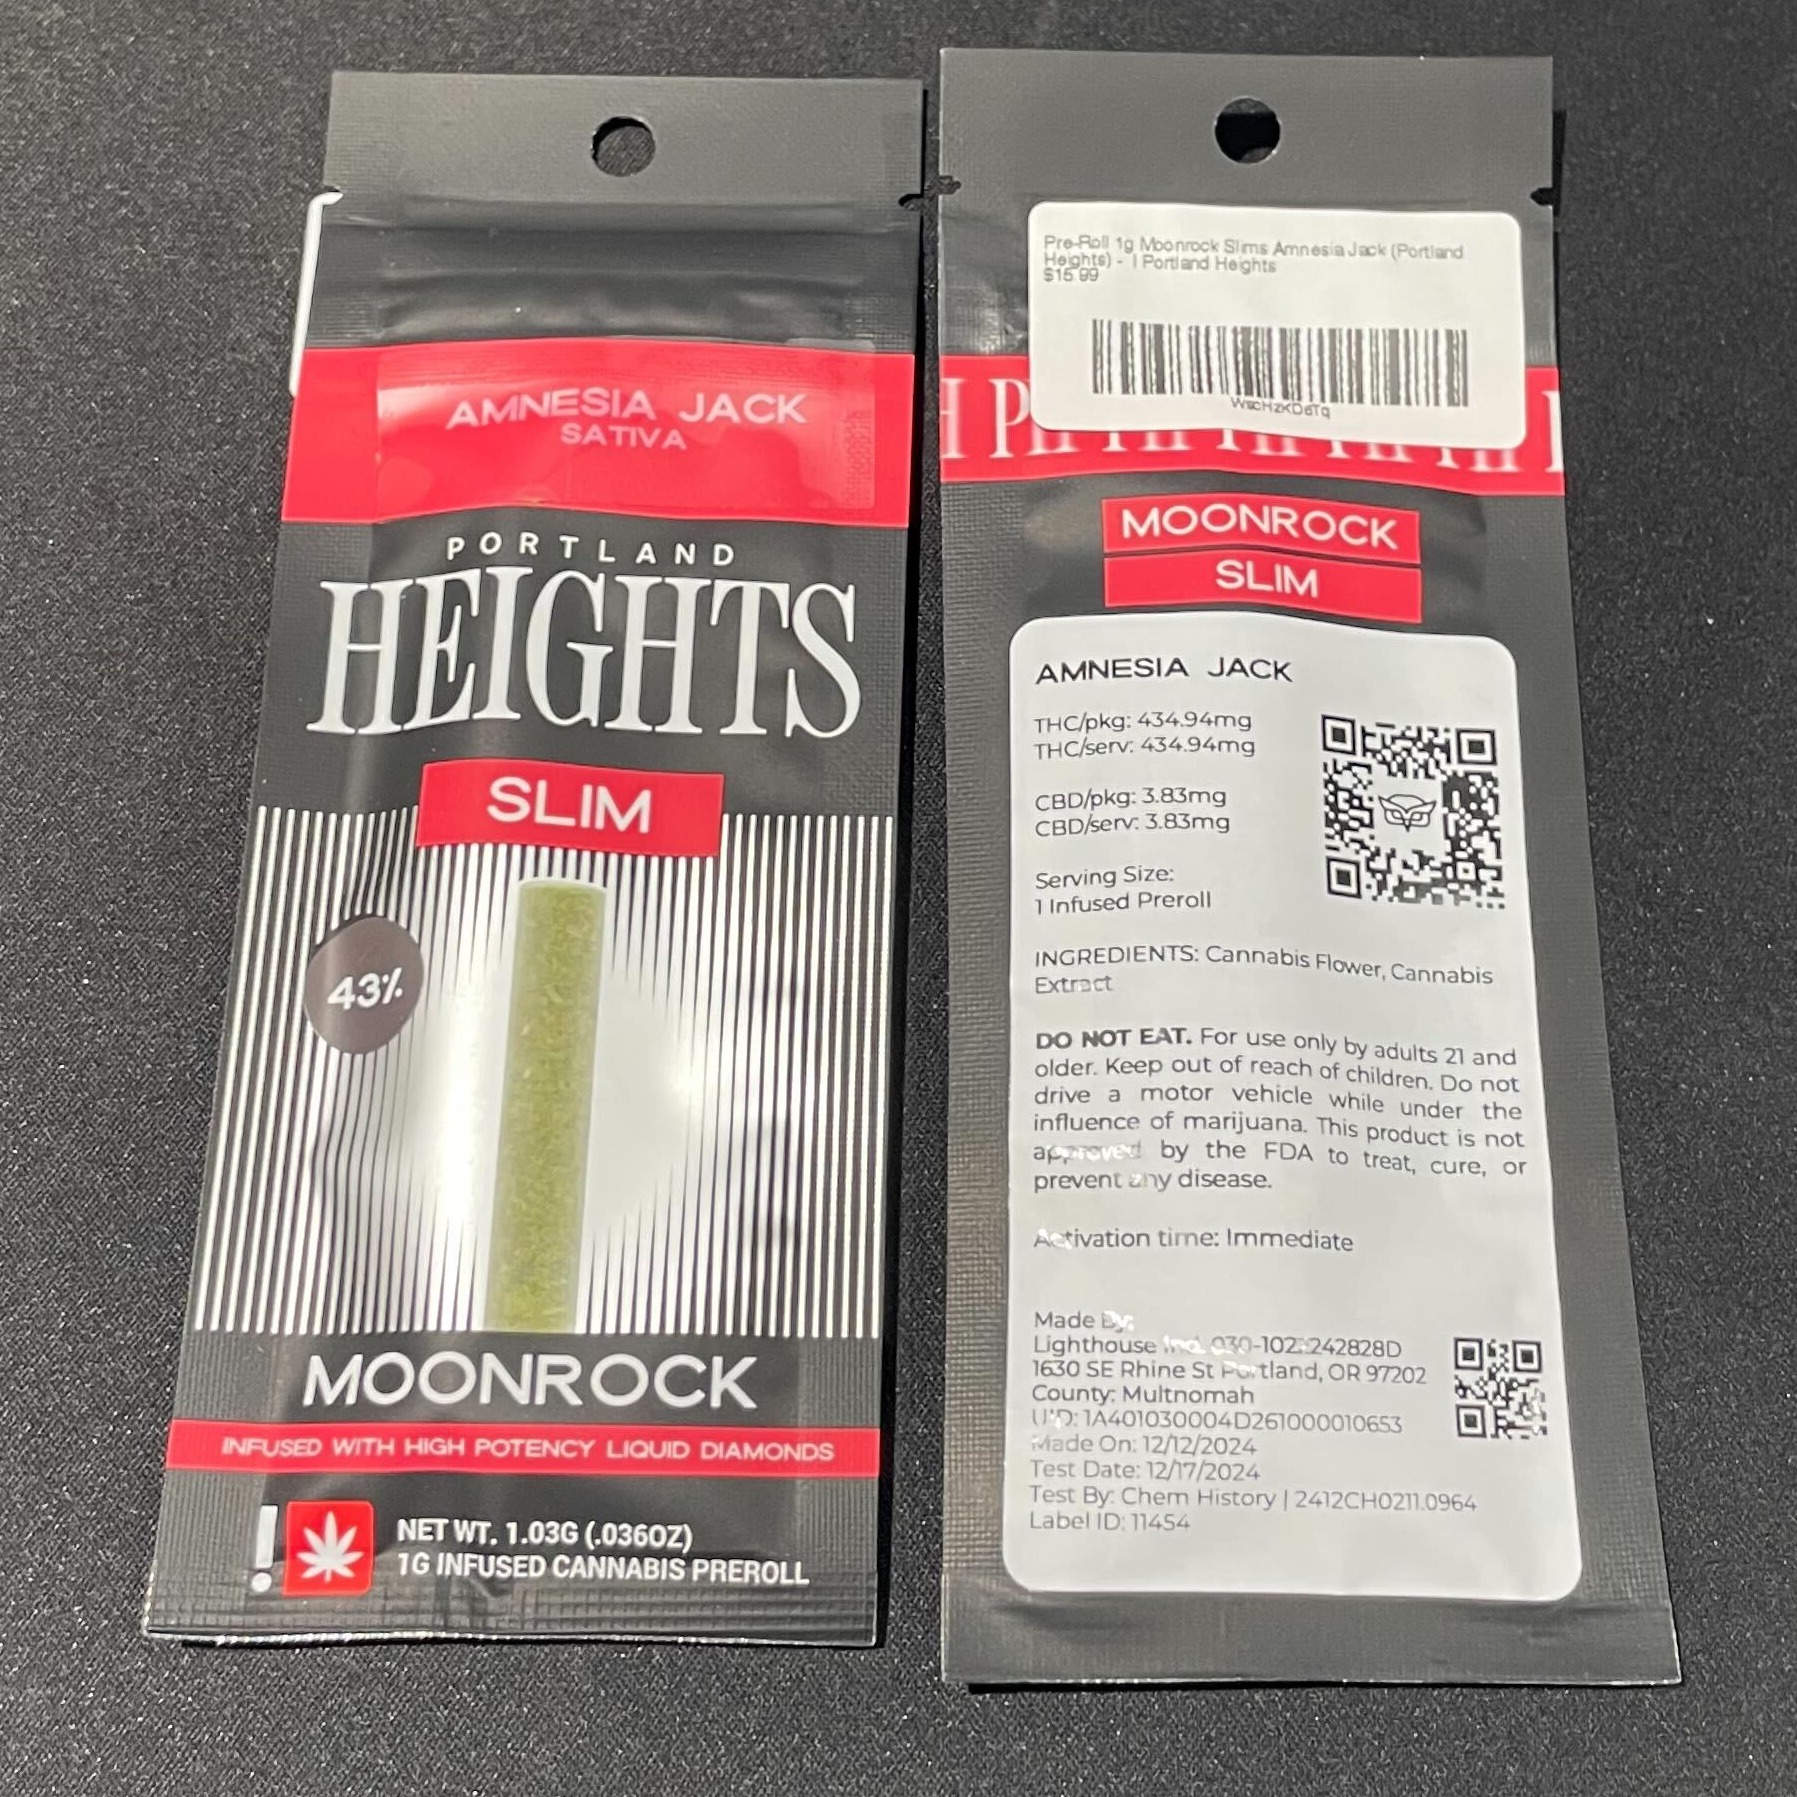 AMNESIA JACK
SATIVA
PORTLAND
HEIGHTS
SLIM
43%
MOONROCK
INFUSED WITH HIGH POTENCY LIQUID DIAMONDS
NET WT. 1.03G (.036OZ)
1G INFUSED CANNABIS PREROLL
Pre-Roll 1g Moonrock Slims Amnesia Jack (Portland
Heights) - | Portland Heights
$15.99
MOONROCK
SLIM
AMNESIA JACK
THC/pkg: 434.94mg
THC/serv: 434.94mg
CBD/pkg: 3.83mg
CBD/serv: 3.83mg
Serving Size:
1 Infused Preroll
INGREDIENTS: Cannabis Flower, Cannabis
Extract
DO NOT EAT. For use only by adults 21 and
older. Keep out of reach of children. Do not
drive a motor vehicle while under the
influence of marijuana. This product is not
approved by the FDA to treat, cure, or
prevent any disease.
Activation time: Immediate
Made By:
Lighthouse
1630 SE Rhine St Portland, OR 97202
County: Multnomah
UID: 1A401030004D261000010653
Made On: 12/12/2024
Test Date: 12/17/2024
Test By: Chem History | 2412CH0211.0964
Label ID: 11454